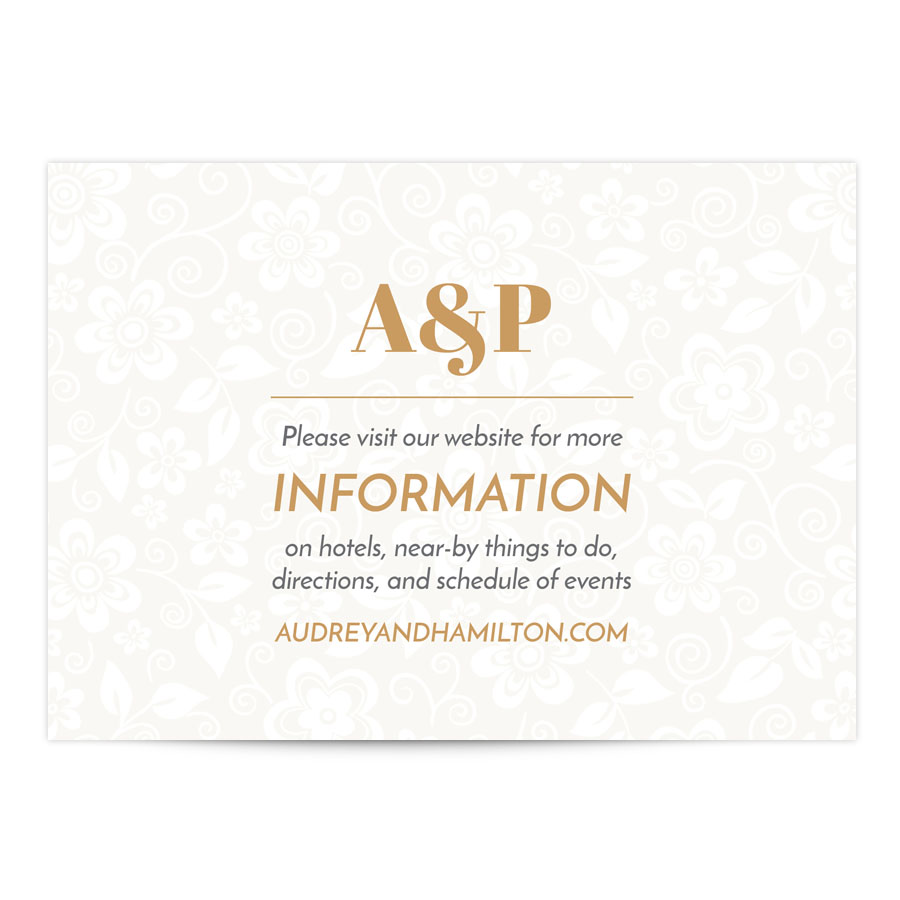 A&P
Please visit our website for more
INFORMATION
on hotels, near-by things to do,
directions, and schedule of events
AUDREYANDHAMILTON.COM